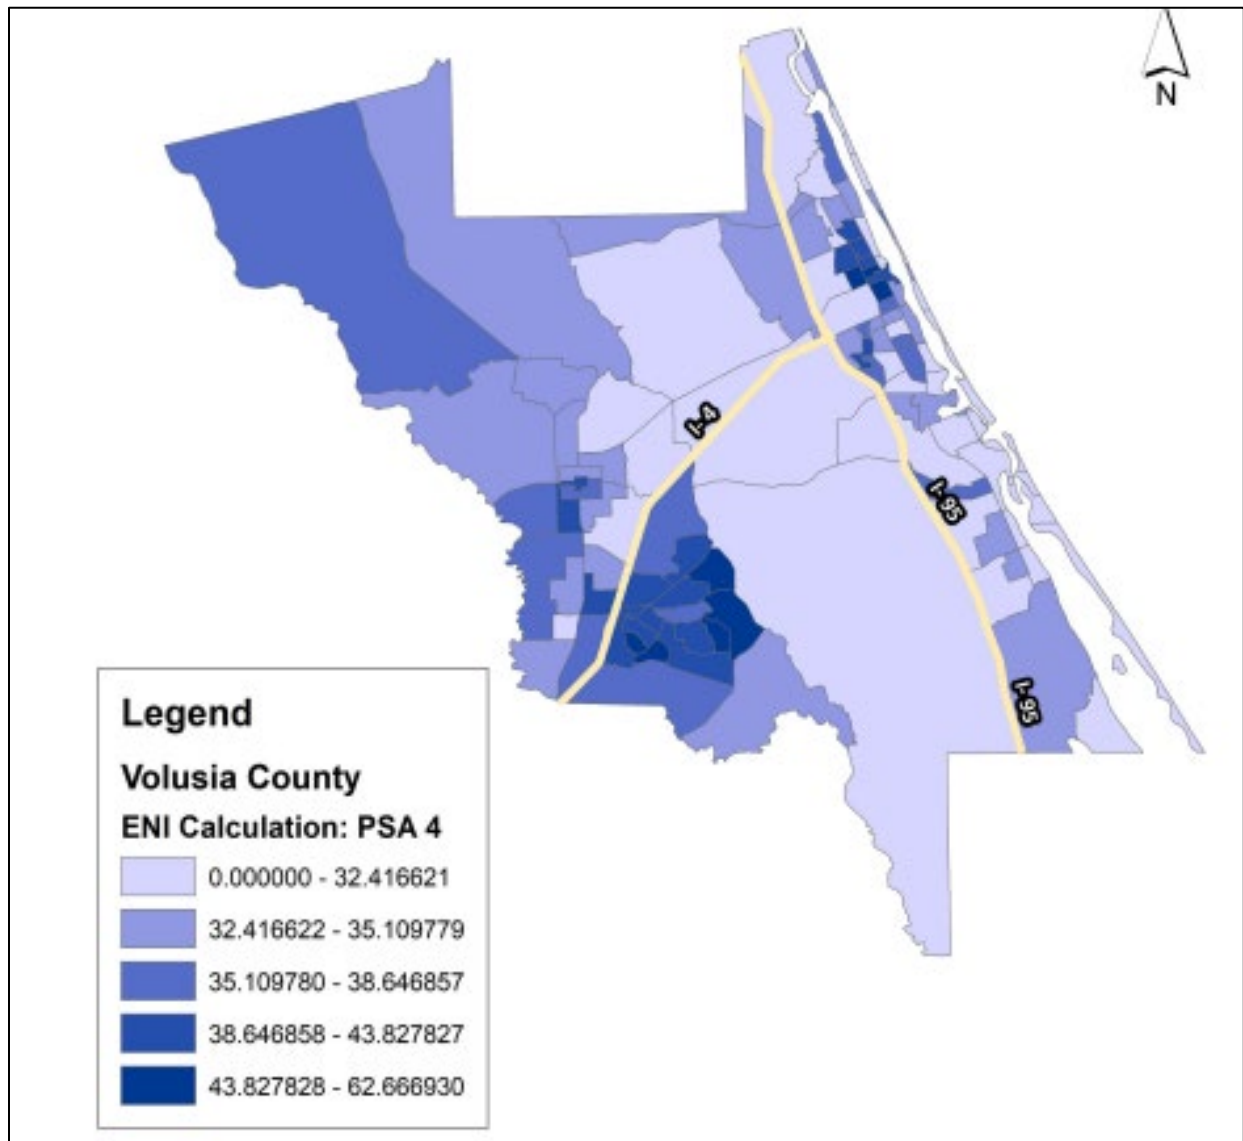 N
I-4
I-95
I-95
Legend
Volusia County
ENI Calculation: PSA 4
0.000000 - 32.416621
32.416622 - 35.109779
35.109780 - 38.646857
38.646858 - 43.827827
43.827828 - 62.666930